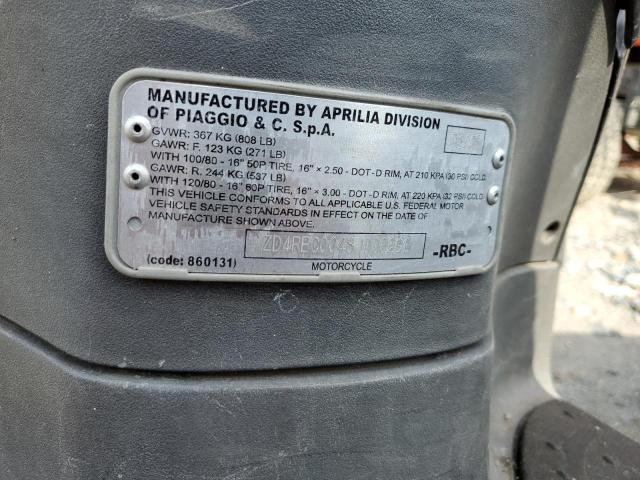 MANUFACTURED BY APRILIA DIVISION
OF PIAGGIO & C. S.p.A.
GVWR: 367 KG (808 LB)
GAWR: F. 123 KG (271 LB)
WITH 100/80 - 16" 50P TIRE, 16" × 2.50 - DOT - D RIM, AT 210 KPA (30 PSI) COLD
GAWR: R. 244 KG (537 LB)
WITH 120/80 - 16" 60P TIRE, 16" × 3.00 - DOT - D RIM, AT 220 KPA (32 PSI) COLD
THIS VEHICLE CONFORMS TO ALL APPLICABLE U.S. FEDERAL MOTOR
VEHICLE SAFETY STANDARDS IN EFFECT ON THE DATE OF
MANUFACTURE SHOWN ABOVE.
-RBC-
(code: 860131) MOTORCYCLE